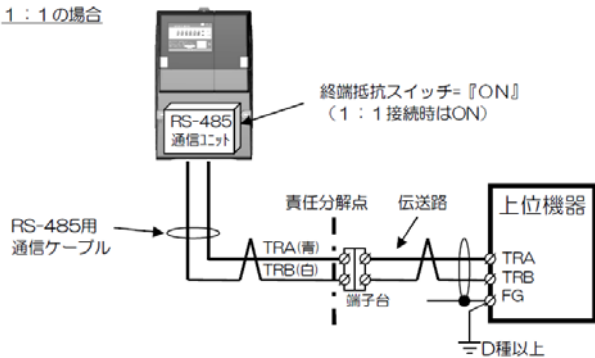 1:1の場合
終端抵抗スイッチ=『ON』
(1:1接続時はON)
RS-485
通信ユニット
責任分解点
伝送路
上位機器
RS-485用
通信ケーブル
TRA(青)
TRB(白)
端子台
TRA
TRB
FG
D種以上